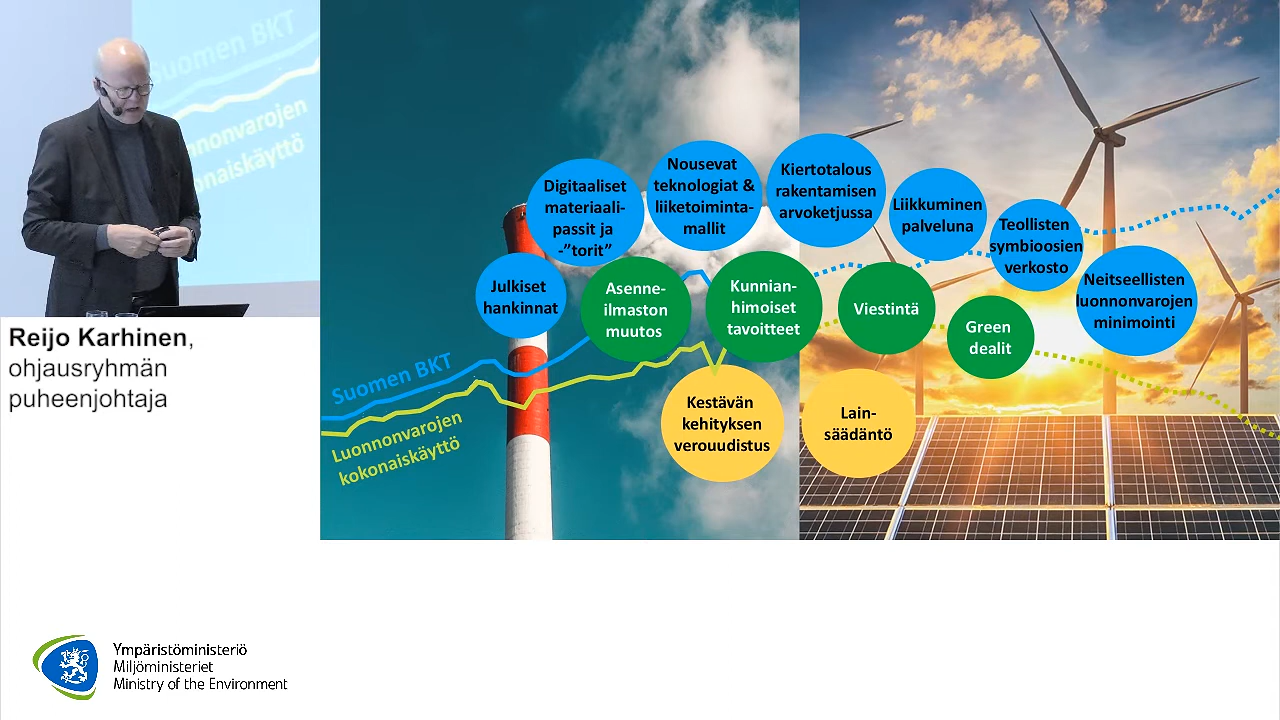 Suomen BKT
nnonvarojen
onaiskäyttö
Reijo Karhinen,
ohjausryhmän
puheenjohtaja
Digitaaliset
materiaali-
passit ja
-”torit”
Nousevat
teknologiat &
liiketoiminta-
mallit
Kiertotalous
rakentamisen
arvoketjussa
Liikkuminen
palveluna
Teollisten
symbioosien
verkosto
Neitseellisten
luonnonvarojen
minimointi
Julkiset
hankinnat
Asenne-
ilmaston
muutos
Kunnian-
himoiset
tavoitteet
Viestintä
Green
dealit
Suomen BKT
Luonnonvarojen
kokonaiskäyttö
Kestävän
kehityksen
verouudistus
Lain-
säädäntö
Ympäristöministeriö
Miljöministeriet
Ministry of the Environment